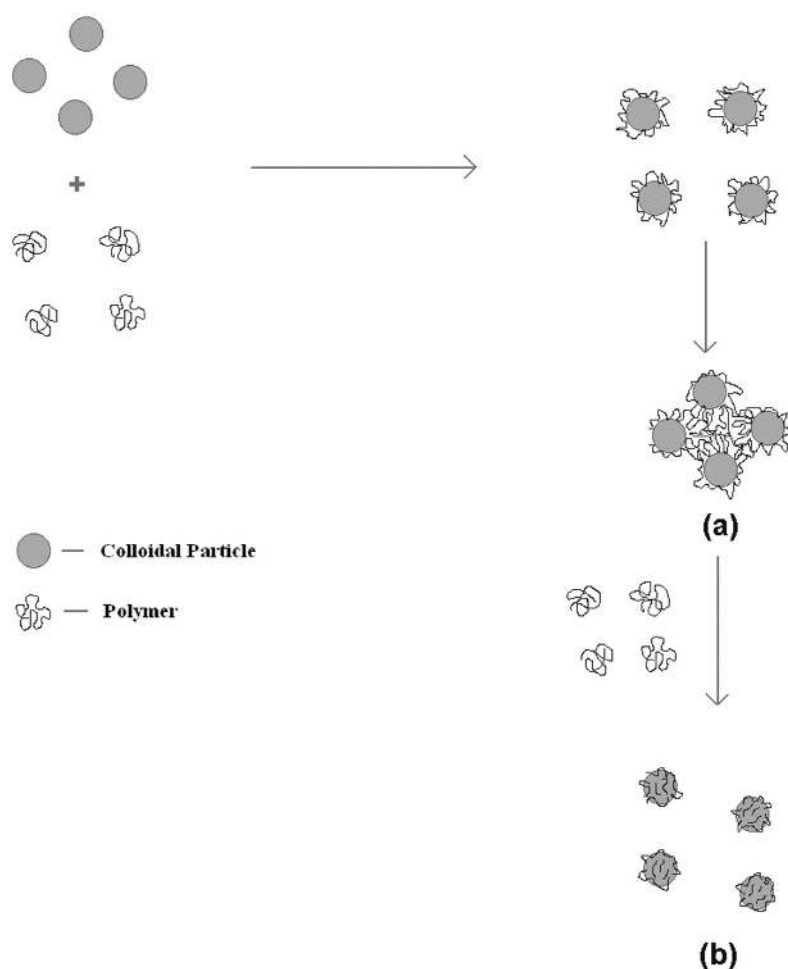 +
(a)
— Colloidal Particle
— Polymer
(b)